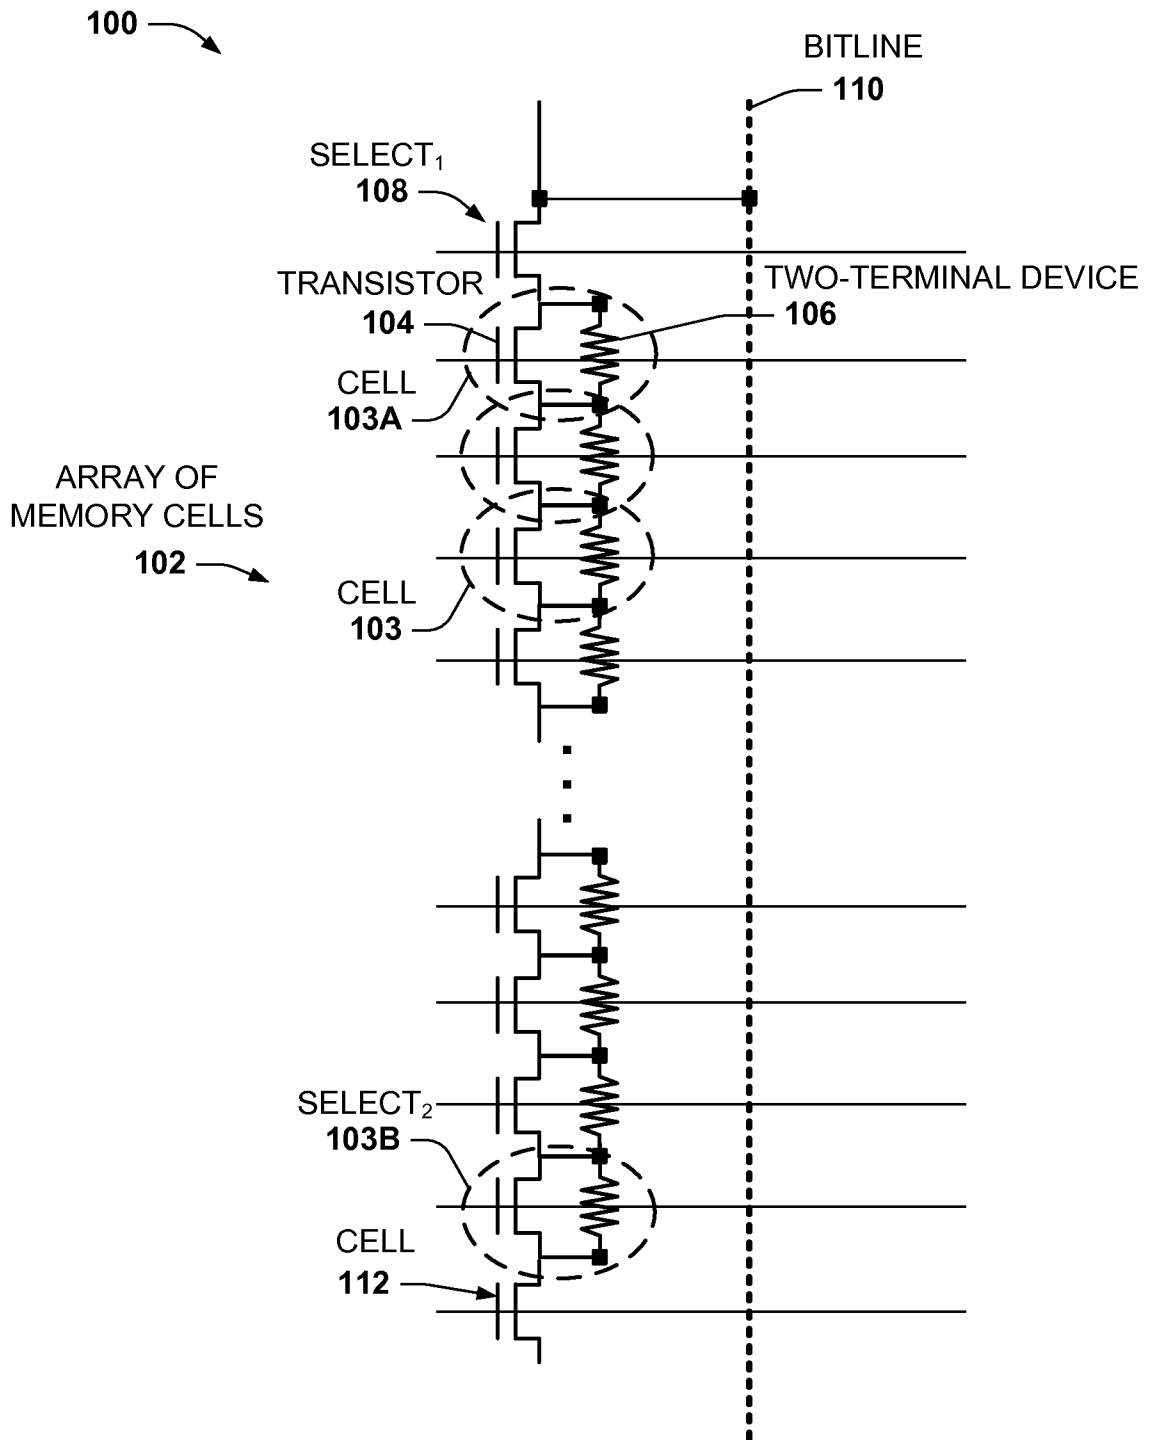 100
BITLINE
110
SELECT₁
108
TRANSISTOR
104
TWO-TERMINAL DEVICE
106
CELL
103A
ARRAY OF
MEMORY CELLS
102
CELL
103
SELECT₂
103B
CELL
112